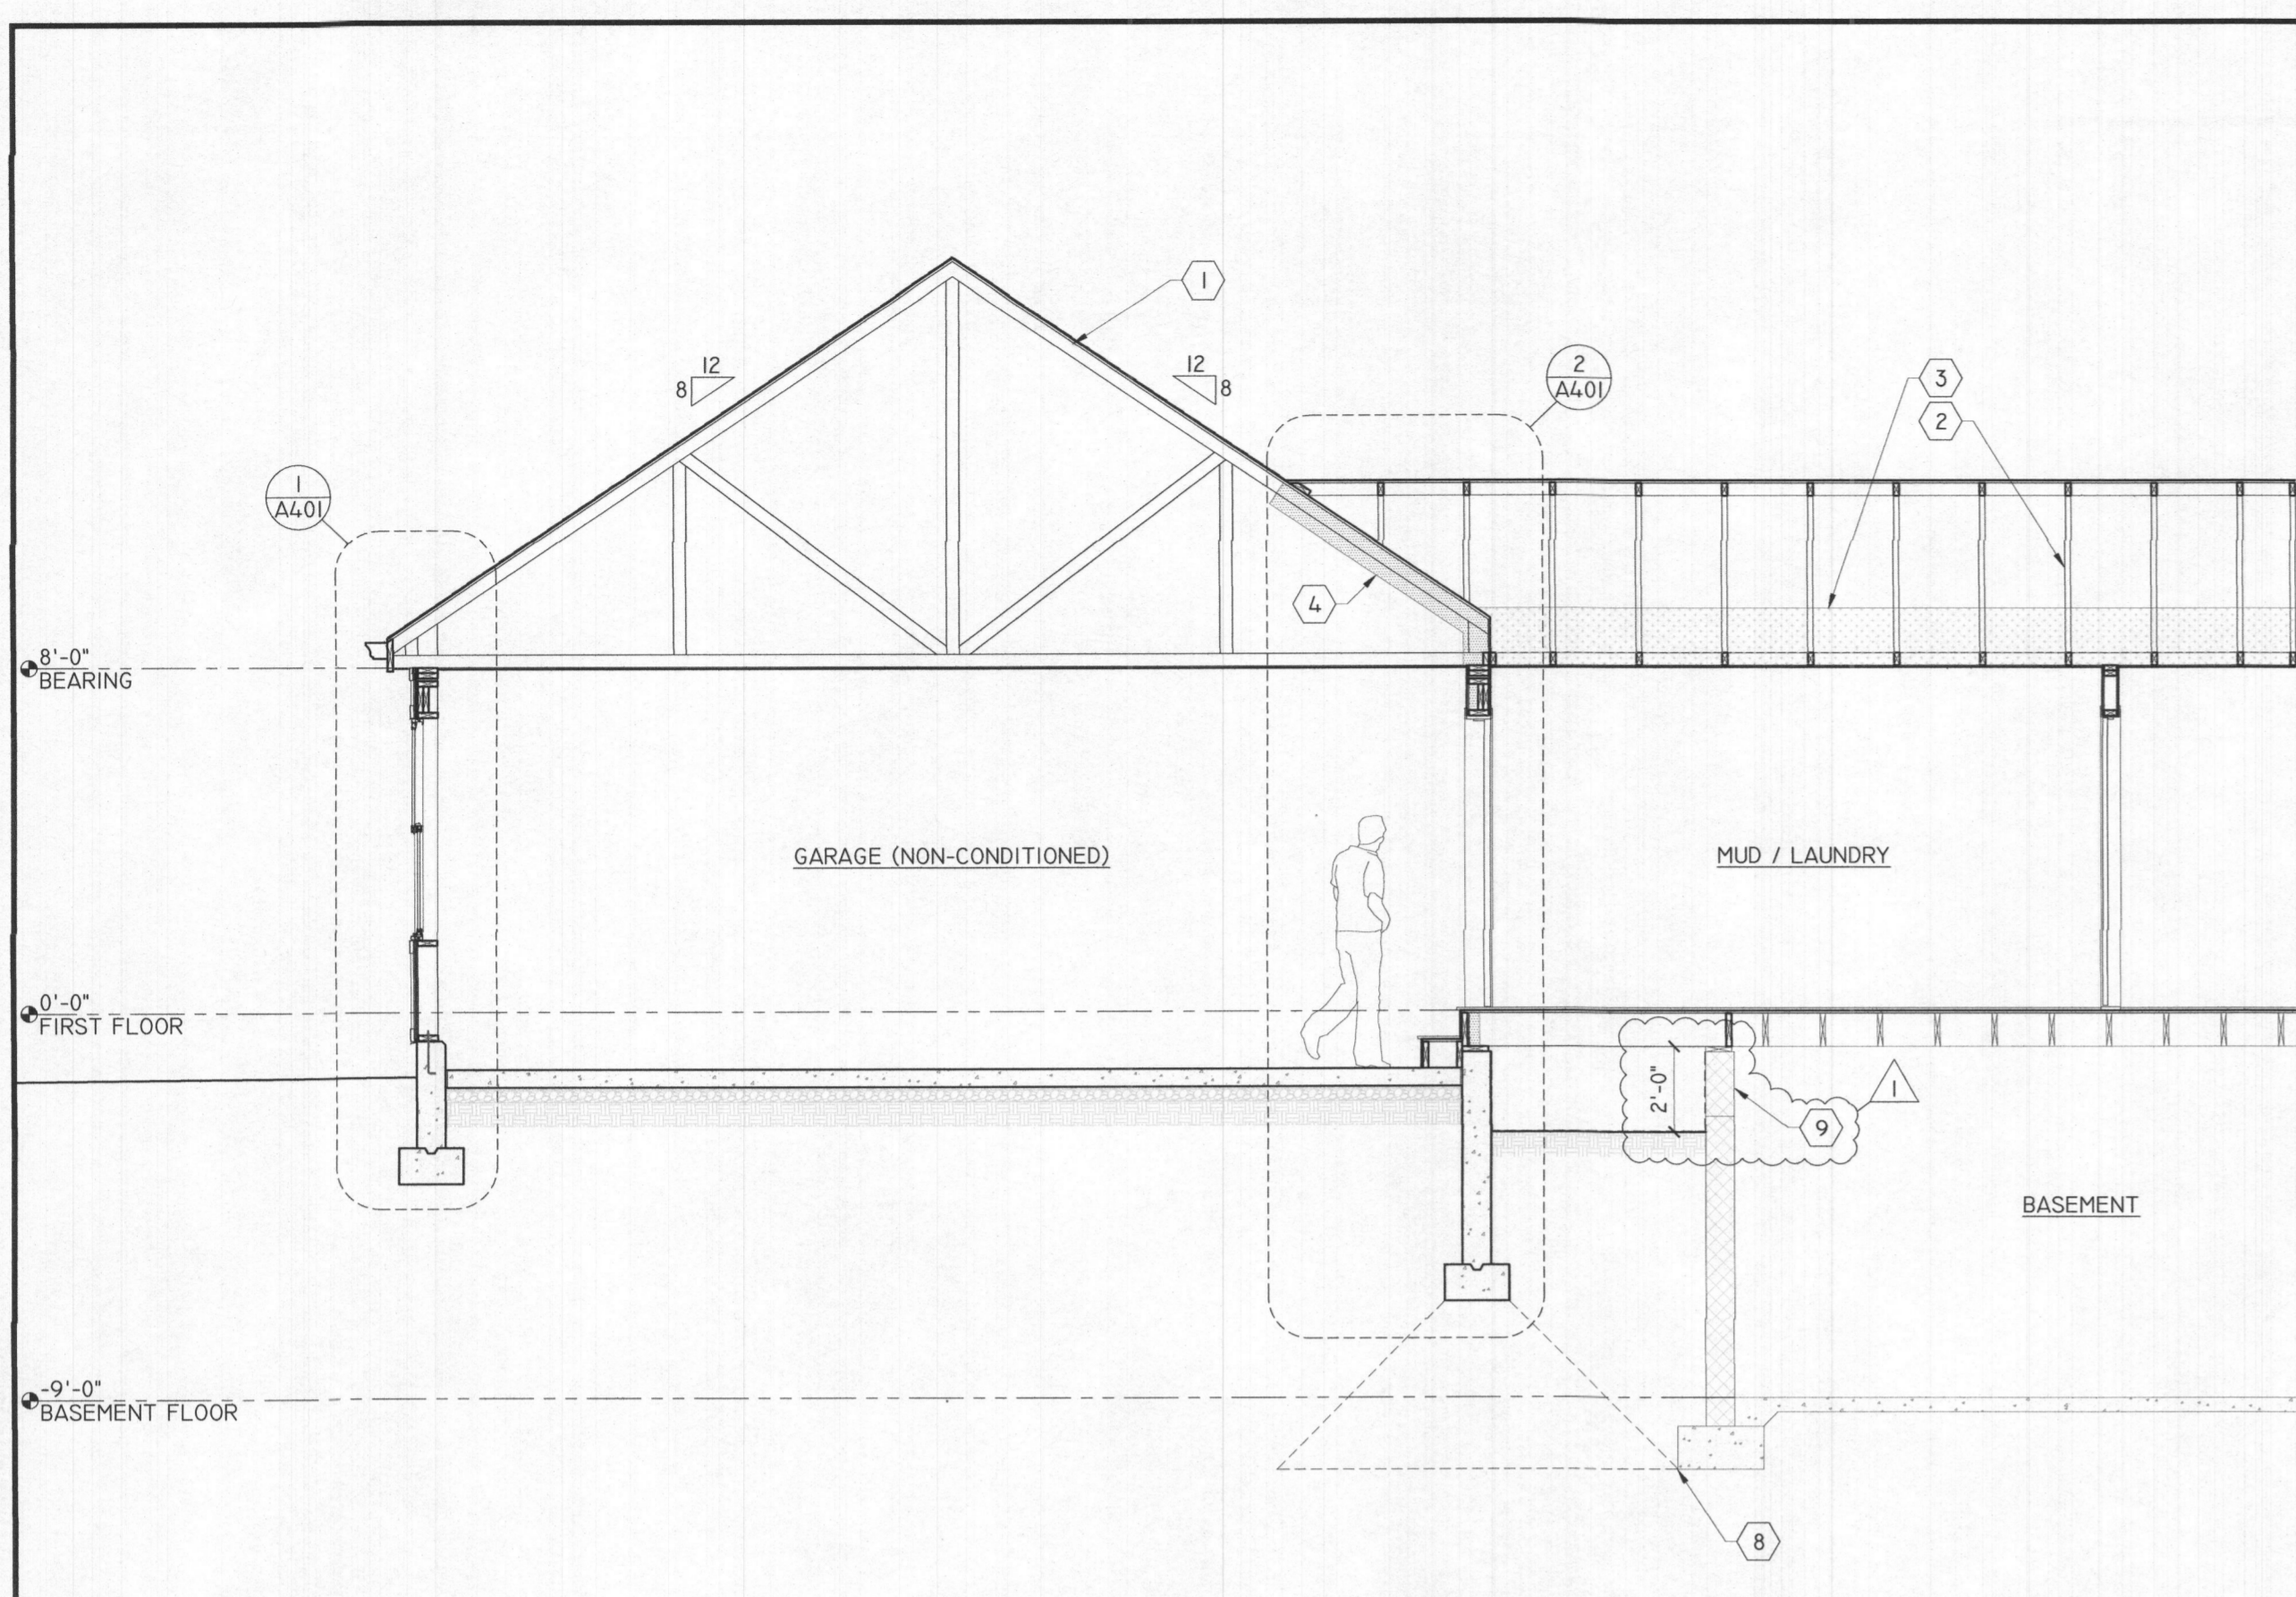 1
12
8
12
8
2
A401
3
2
1
A401
4
8'-0"
BEARING
GARAGE (NON-CONDITIONED)
MUD / LAUNDRY
0'-0"
FIRST FLOOR
2'-0"
1
9
BASEMENT
-9'-0"
BASEMENT FLOOR
8